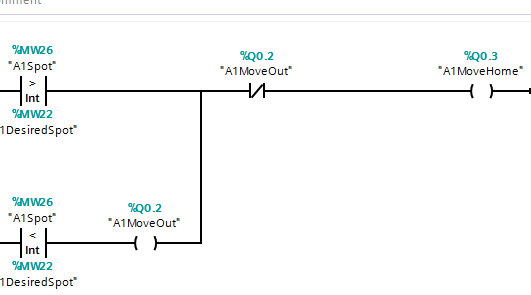 %MW26
"A1Spot"
>
Int
%MW22
1DesiredSpot"
%Q0.2
"A1MoveOut"
%Q0.3
"A1MoveHome"
%MW26
"A1Spot"
<
Int
%MW22
1DesiredSpot"
%Q0.2
"A1MoveOut"